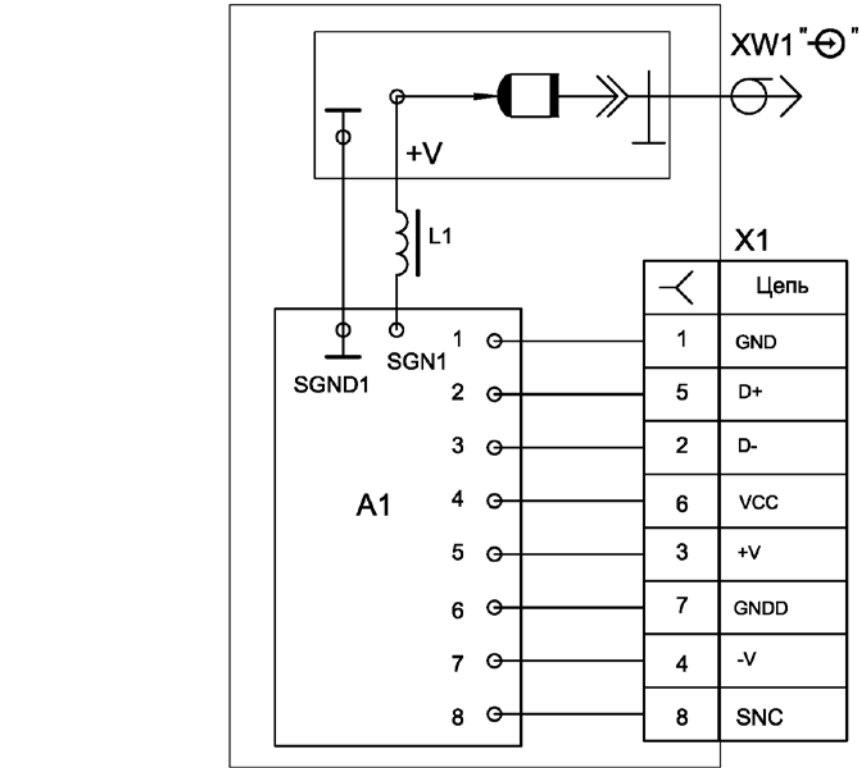 XW1 " "
+V
L1
X1
Цепь
SGND1
SGN1
A1
1 1 GND
2 5 D+
3 2 D-
4 6 VCC
5 3 +V
6 7 GNDD
7 4 -V
8 8 SNC